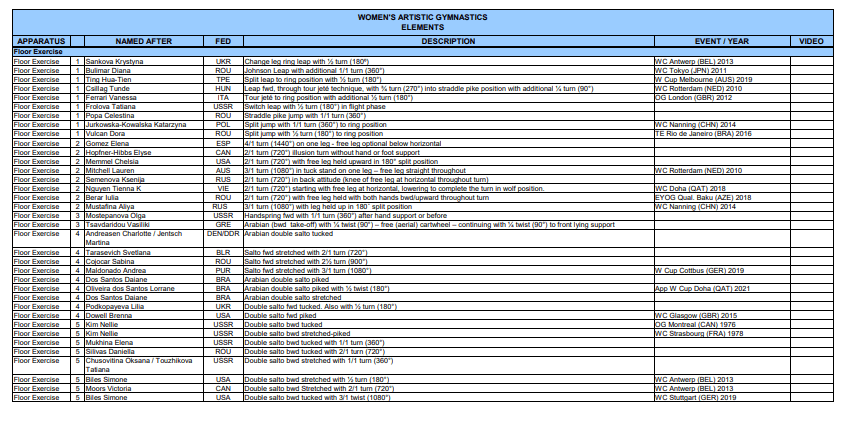 WOMEN'S ARTISTIC GYMNASTICS
ELEMENTS
APPARATUS NAMED AFTER FED DESCRIPTION EVENT / YEAR VIDEO
Floor Exercise
Floor Exercise 1 Sankova Krystyna UKR Change leg ring leap with ½ turn (180º) WC Antwerp (BEL) 2013
Floor Exercise 1 Bulimar Diana ROU Johnson Leap with additional 1/1 turn (360°) WC Tokyo (JPN) 2011
Floor Exercise 1 Ting Hua-Tien TPE Split leap to ring position with ½ turn (180°) W Cup Melbourne (AUS) 2019
Floor Exercise 1 Csillag Tunde HUN Leap fwd, through tour jeté technique, with ¾ turn (270°) into straddle pike position with additional ¼ turn (90°) WC Rotterdam (NED) 2010
Floor Exercise 1 Ferrari Vanessa ITA Tour jeté to ring position with additional ½ turn (180°) OG London (GBR) 2012
Floor Exercise 1 Frolova Tatiana USSR Switch leap with ½ turn (180°) in flight phase
Floor Exercise 1 Popa Celestina ROU Straddle pike jump with 1/1 turn (360°)
Floor Exercise 1 Jurkowska-Kowalska Katarzyna POL Split jump with 1/1 turn (360°) to ring position WC Nanning (CHN) 2014
Floor Exercise 1 Vulcan Dora ROU Split jump with ½ turn (180°) to ring position TE Rio de Janeiro (BRA) 2016
Floor Exercise 2 Gomez Elena ESP 4/1 turn (1440°) on one leg - free leg optional below horizontal
Floor Exercise 2 Hopfner-Hibbs Elyse CAN 2/1 turn (720°) illusion turn without hand or foot support
Floor Exercise 2 Memmel Chelsia USA 2/1 turn (720°) with free leg held upward in 180° split position
Floor Exercise 2 Mitchell Lauren AUS 3/1 turn (1080°) in tuck stand on one leg – free leg straight throughout WC Rotterdam (NED) 2010
Floor Exercise 2 Semenova Ksenija RUS 2/1 turn (720°) in back attitude (knee of free leg at horizontal throughout turn)
Floor Exercise 2 Nguyen Tienna K VIE 2/1 turn (720°) starting with free leg at horizontal, lowering to complete the turn in wolf position. WC Doha (QAT) 2018
Floor Exercise 2 Berar Iulia ROU 2/1 turn (720°) with free leg held with both hands bwd/upward throughout turn EYOG Qual. Baku (AZE) 2018
Floor Exercise 2 Mustafina Aliya RUS 3/1 turn (1080°) with leg held up in 180° split position WC Nanning (CHN) 2014
Floor Exercise 3 Mostepanova Olga USSR Handspring fwd with 1/1 turn (360°) after hand support or before
Floor Exercise 3 Tsavdaridou Vasiliki GRE Arabian (bwd take-off) with ¼ twist (90°) – free (aerial) cartwheel – continuing with ¼ twist (90°) to front lying support
Floor Exercise 4 Andreasen Charlotte / Jentsch DEN/DDR Arabian double salto tucked
Martina
Floor Exercise 4 Tarasevich Svetlana BLR Salto fwd stretched with 2/1 turn (720°)
Floor Exercise 4 Cojocar Sabina ROU Salto fwd stretched with 2½ turn (900°)
Floor Exercise 4 Maldonado Andrea PUR Salto fwd stretched with 3/1 turn (1080°) W Cup Cottbus (GER) 2019
Floor Exercise 4 Dos Santos Daiane BRA Arabian double salto piked
Floor Exercise 4 Oliveira dos Santos Lorrane BRA Arabian double salto piked with ½ twist (180°) App W Cup Doha (QAT) 2021
Floor Exercise 4 Dos Santos Daiane BRA Arabian double salto stretched
Floor Exercise 4 Podkopayeva Lilia UKR Double salto fwd tucked. Also with ½ turn (180°)
Floor Exercise 4 Dowell Brenna USA Double salto fwd piked WC Glasgow (GBR) 2015
Floor Exercise 5 Kim Nellie USSR Double salto bwd tucked OG Montreal (CAN) 1976
Floor Exercise 5 Kim Nellie USSR Double salto bwd stretched-piked WC Strasbourg (FRA) 1978
Floor Exercise 5 Mukhina Elena USSR Double salto bwd tucked with 1/1 turn (360°)
Floor Exercise 5 Silivas Daniella ROU Double salto bwd tucked with 2/1 turn (720°)
Floor Exercise 5 Chusovitina Oksana / Touzhikova USSR Double salto bwd stretched with 1/1 turn (360°)
Tatiana
Floor Exercise 5 Biles Simone USA Double salto bwd stretched with ½ turn (180°) WC Antwerp (BEL) 2013
Floor Exercise 5 Moors Victoria CAN Double salto bwd Stretched with 2/1 turn (720°) WC Antwerp (BEL) 2013
Floor Exercise 5 Biles Simone USA Double salto bwd tucked with 3/1 twist (1080°) WC Stuttgart (GER) 2019